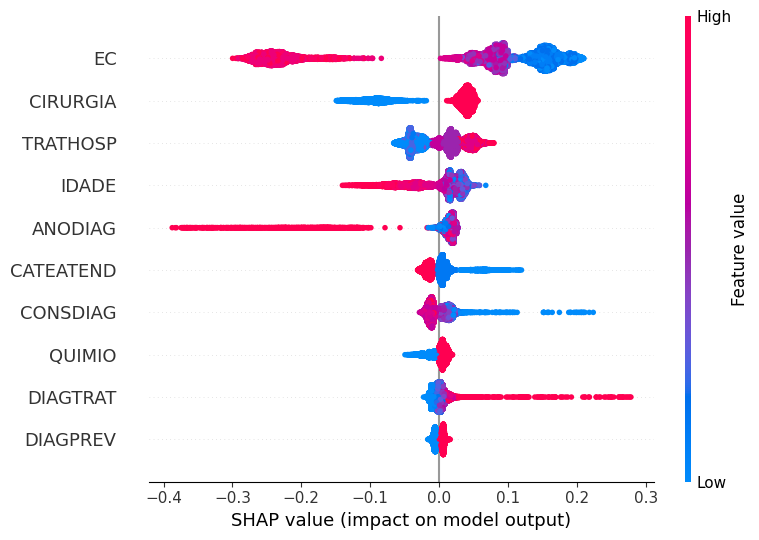 High
EC
CIRURGIA
TRATHOSP
IDADE
ANODIAG
CATEATEND
CONSDIAG
QUIMIO
DIAGTRAT
DIAGPREV
Feature value
Low
−0.4 −0.3 −0.2 −0.1 0.0 0.1 0.2 0.3
SHAP value (impact on model output)